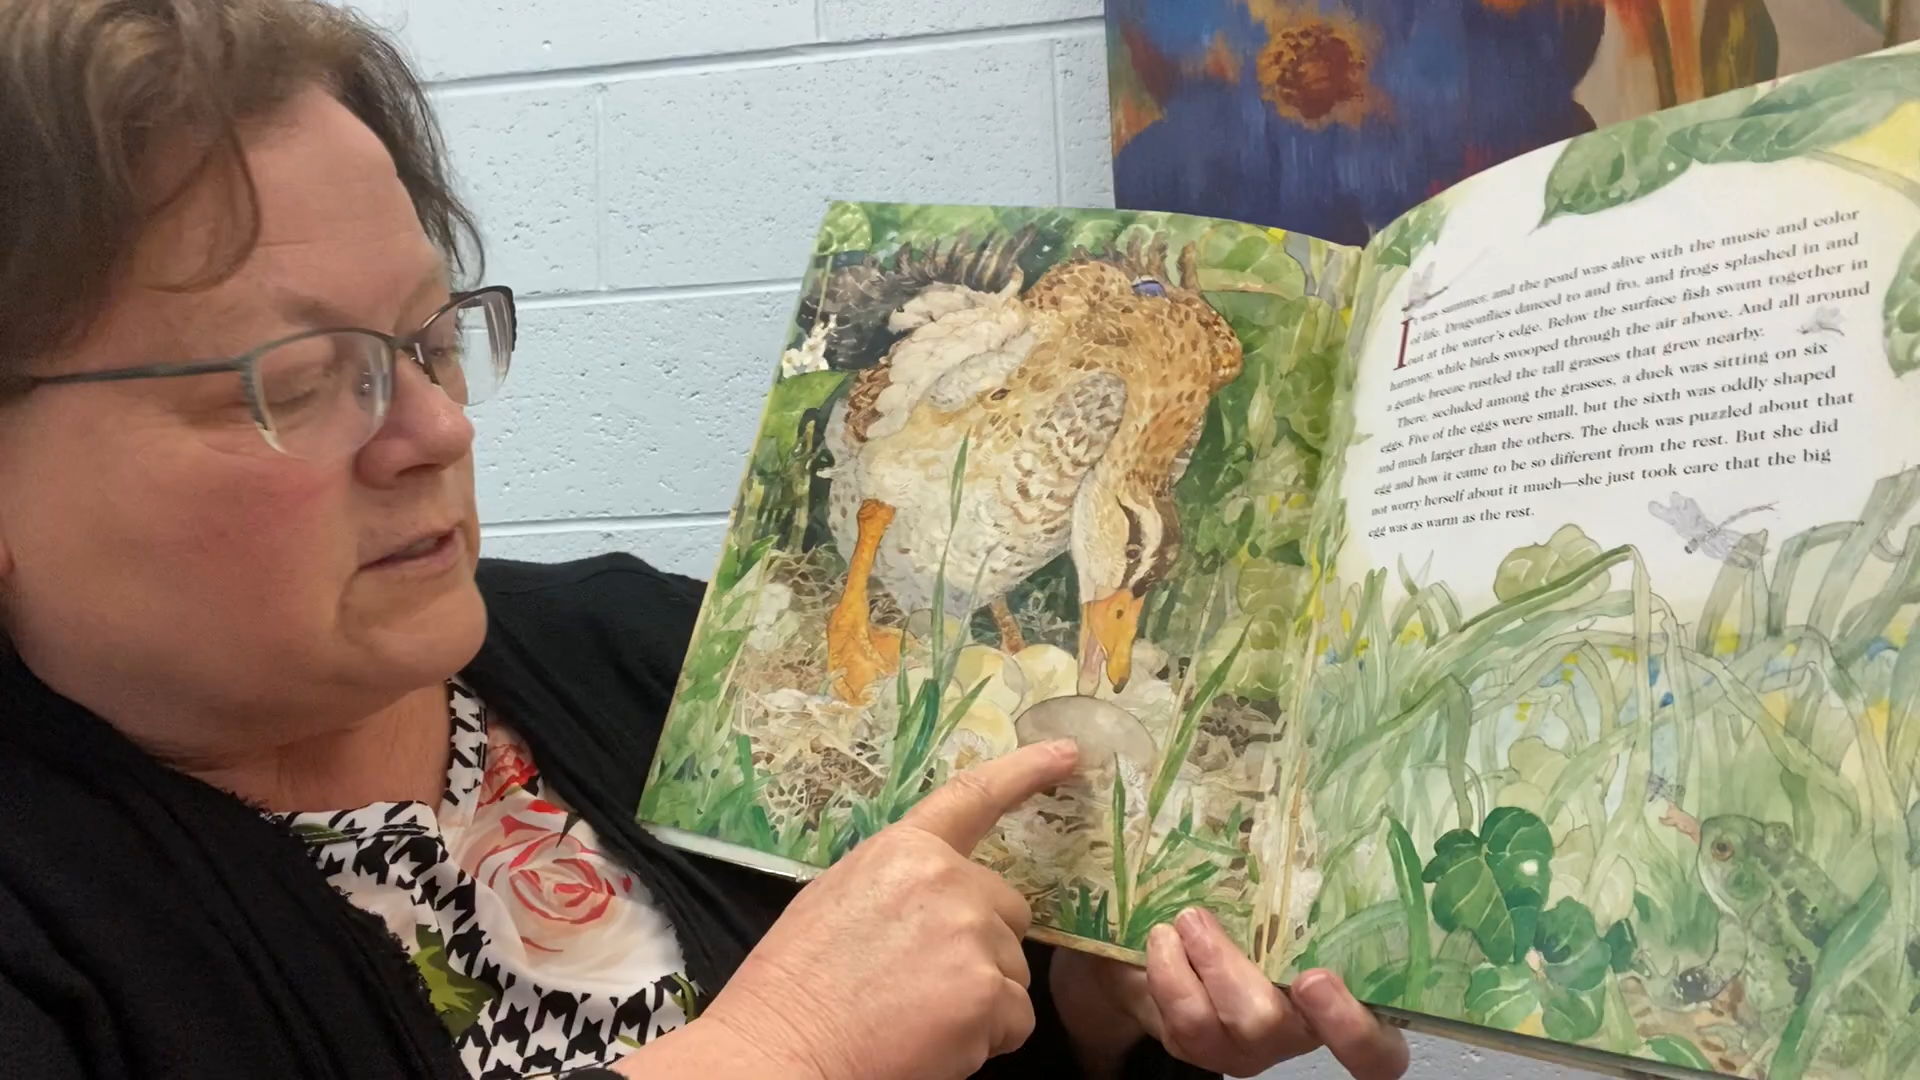 It was summer, and the pond was alive with the music and color
of life. Dragonflies danced to and fro, and frogs splashed in and
out at the water's edge. Below the surface fish swam together in
harmony, while birds swooped through the air above. And all around
a gentle breeze rustled the tall grasses that grew nearby.
There, secluded among the grasses, a duck was sitting on six
eggs. Five of the eggs were small, but the sixth was oddly shaped
and much larger than the others. The duck was puzzled about that
egg and how it came to be so different from the rest. But she did
not worry herself about it much—she just took care that the big
egg was as warm as the rest.